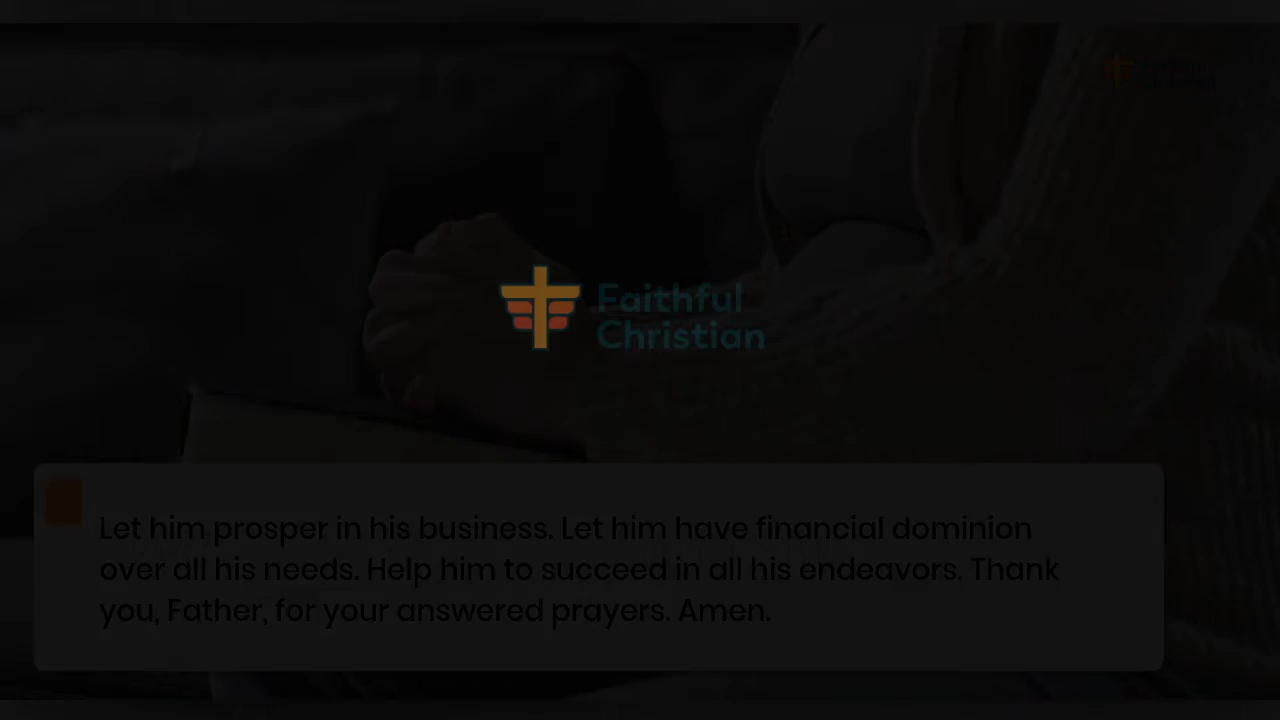 Faithful
Christian
Let him prosper in his business. Let him have financial dominion
over all his needs. Help him to succeed in all his endeavors. Thank
you, Father, for your answered prayers. Amen.